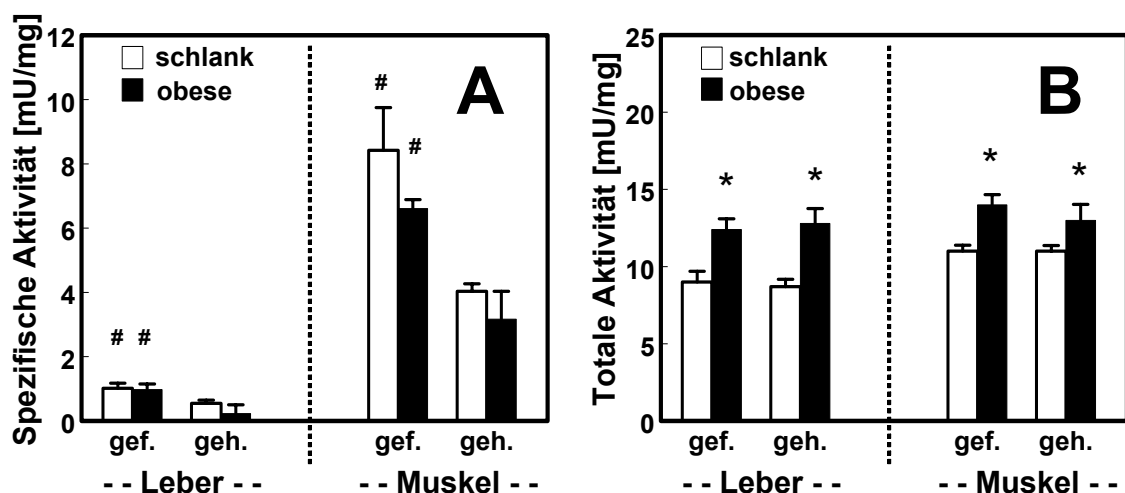 Spezifische Aktivität [mU/mg]
12
10
8
6
4
2
0
schlank
obese
A
# # # #
gef. geh. gef. geh.
- - Leber - - - - Muskel - -
Totale Aktivität [mU/mg]
25
20
15
10
5
0
schlank
obese
B
* * * *
gef. geh. gef. geh.
- - Leber - - - - Muskel - -